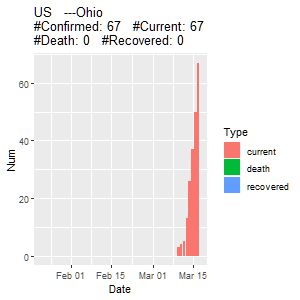 US   ---Ohio
#Confirmed: 67   #Current: 67
#Death: 0   #Recovered: 0
60
40
20
0
Num
Feb 01
Feb 15
Mar 01
Mar 15
Date
Type
current
death
recovered